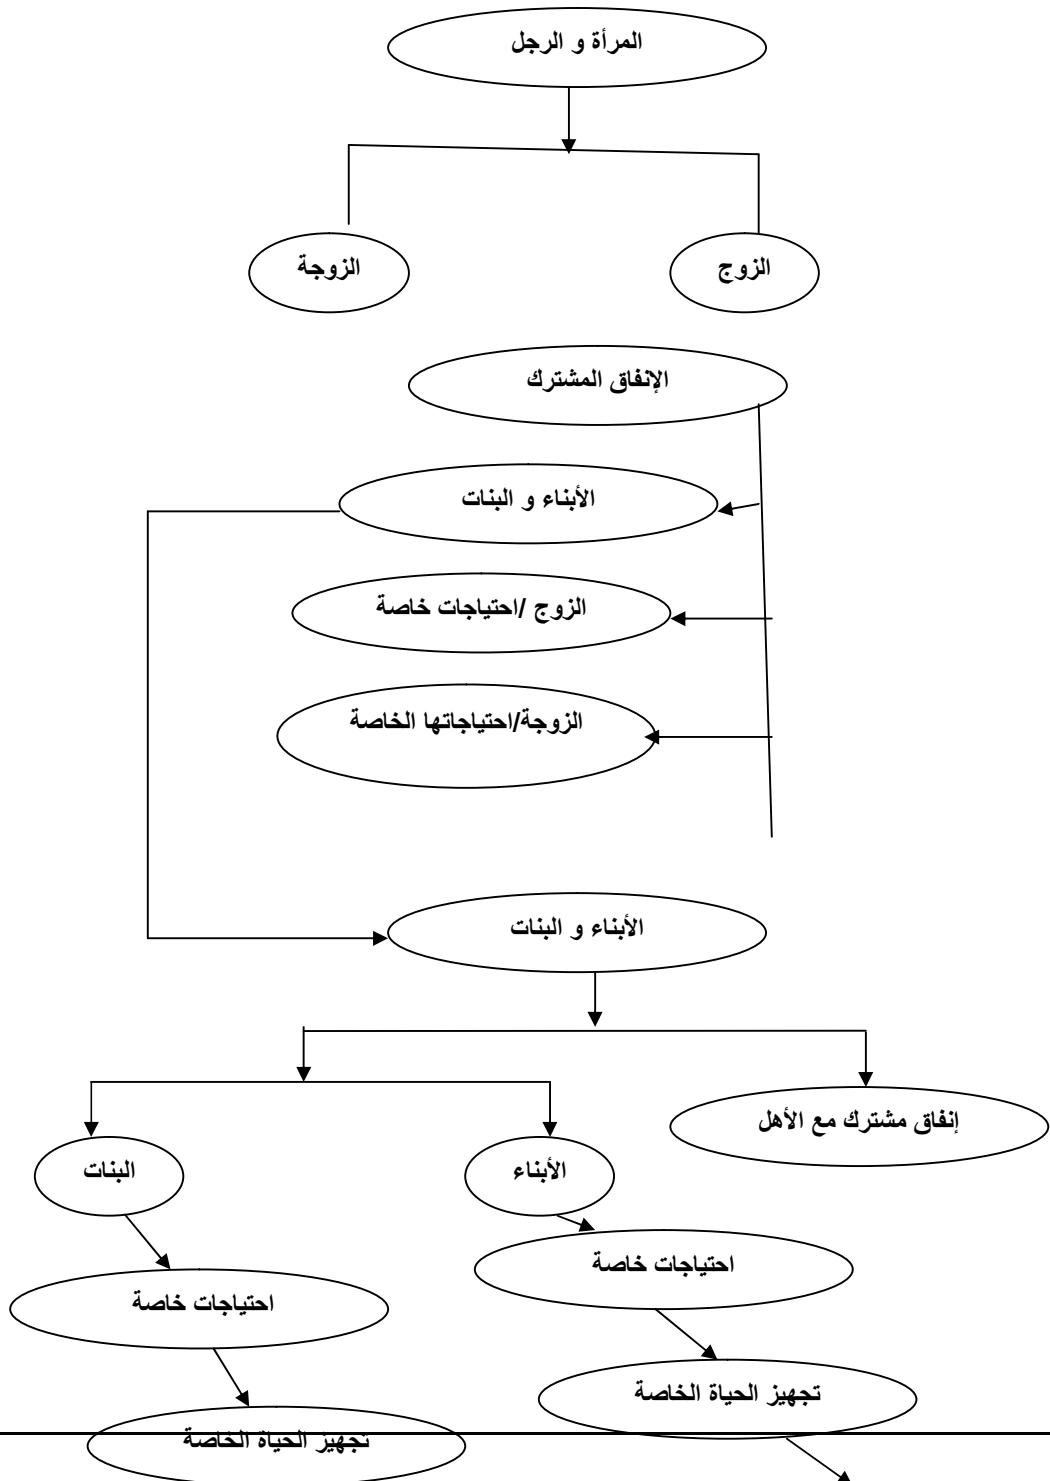 المرأة و الرجل
الزوج
الزوجة
الإنفاق المشترك
الأبناء و البنات
الزوج /احتياجات خاصة
الزوجة/احتياجاتها الخاصة
الأبناء و البنات
إنفاق مشترك مع الأهل
الأبناء
البنات
احتياجات خاصة
احتياجات خاصة
تجهيز الحياة الخاصة
تجهيز الحياة الخاصة